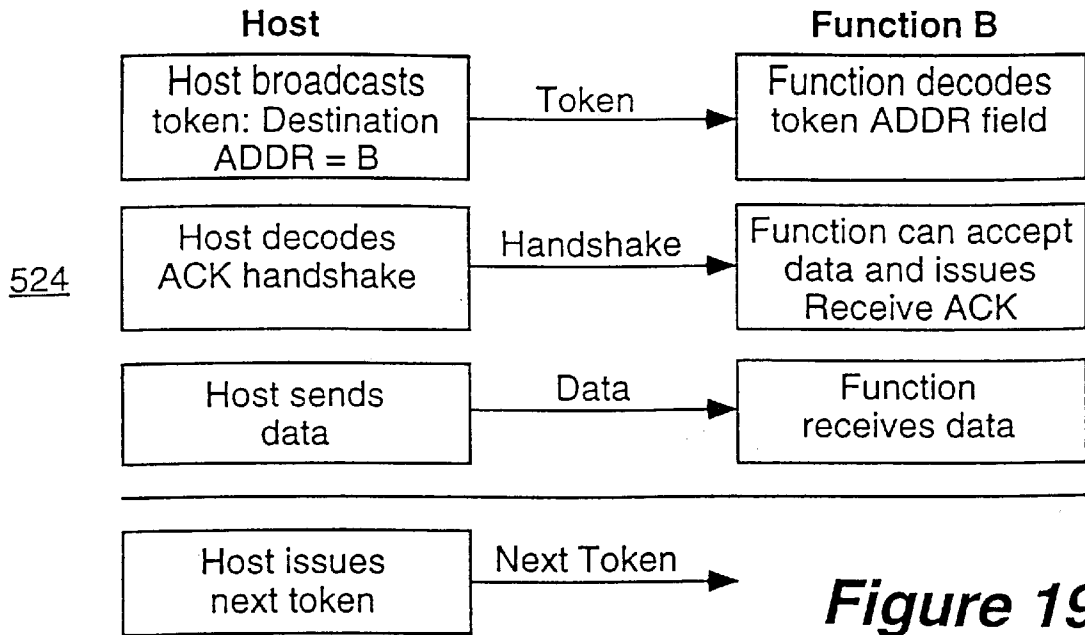 Host
Function B
Host broadcasts
token: Destination
ADDR = B
Token
Function decodes
token ADDR field
524
Host decodes
ACK handshake
Handshake
Function can accept
data and issues
Receive ACK
Host sends
data
Data
Function
receives data
Host issues
next token
Next Token
Figure 19